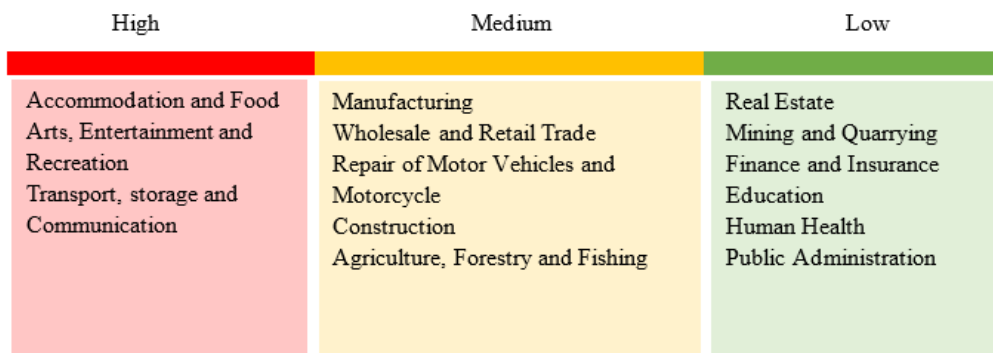 High
Medium
Low
Accommodation and Food
Arts, Entertainment and
Recreation
Transport, storage and
Communication
Manufacturing
Wholesale and Retail Trade
Repair of Motor Vehicles and
Motorcycle
Construction
Agriculture, Forestry and Fishing
Real Estate
Mining and Quarrying
Finance and Insurance
Education
Human Health
Public Administration